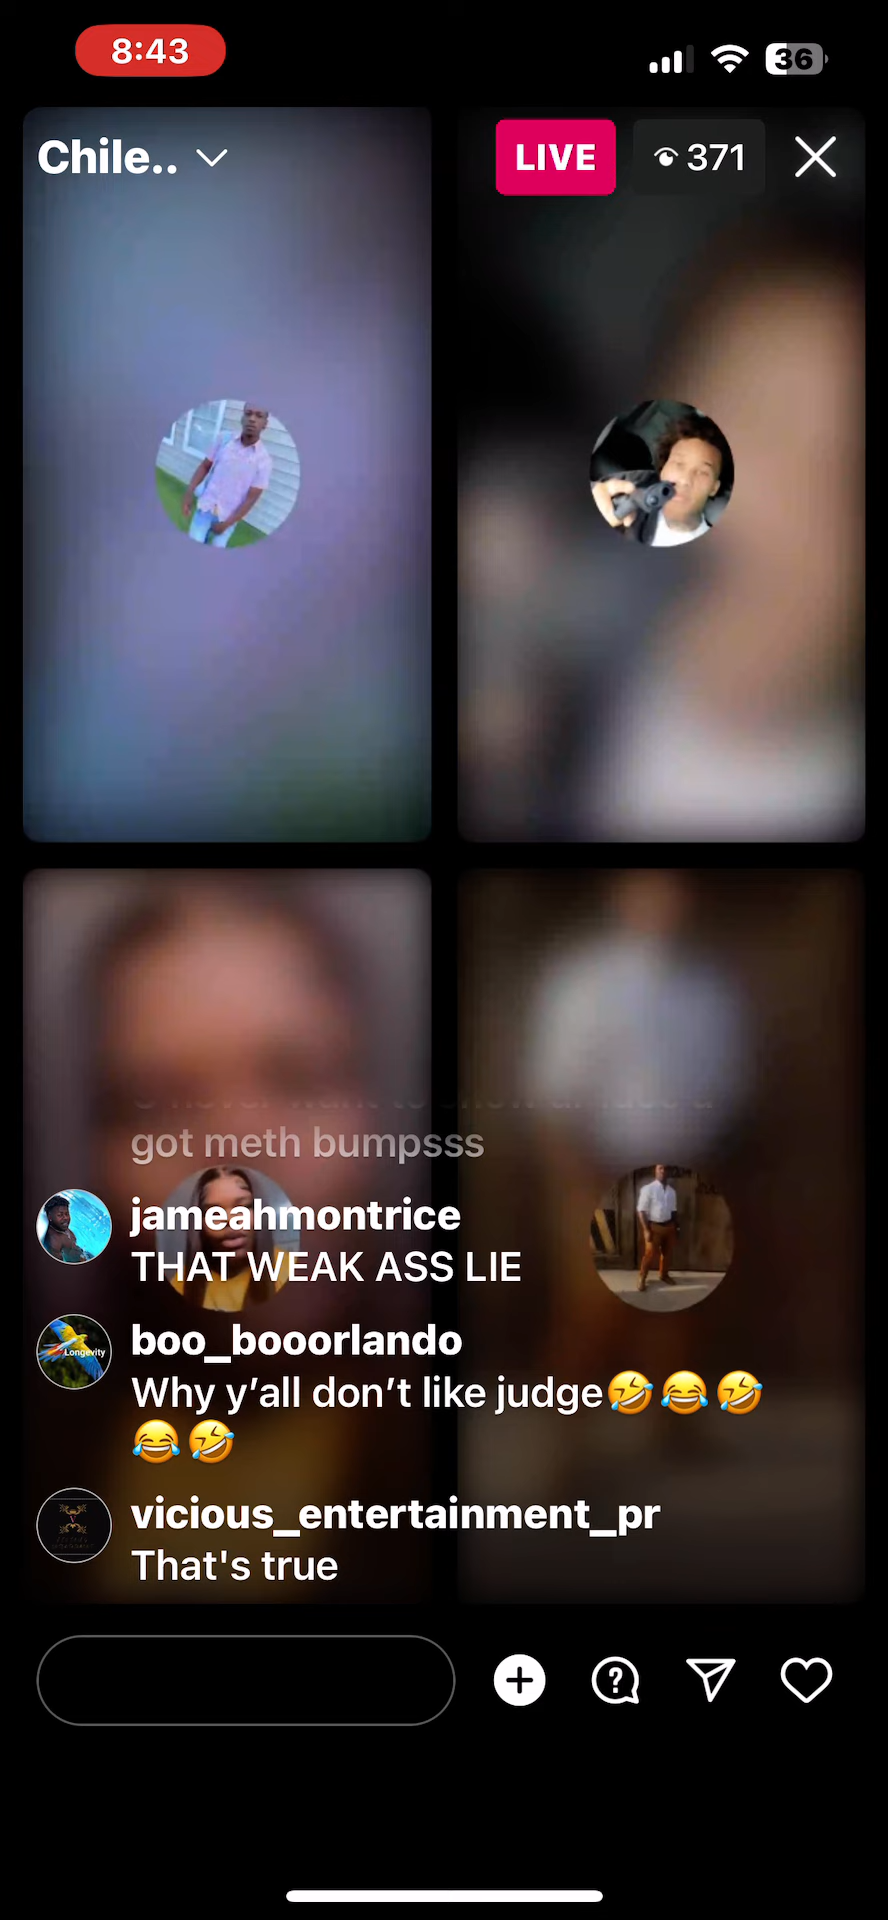 8:43
36
Chile..
LIVE
371
got meth bumpsss
jameahmontrice
THAT WEAK ASS LIE
boo_booorlando
Longevity
Why y’all don’t like judge🤣😂🤣
😂🤣
vicious_entertainment_pr
That's true